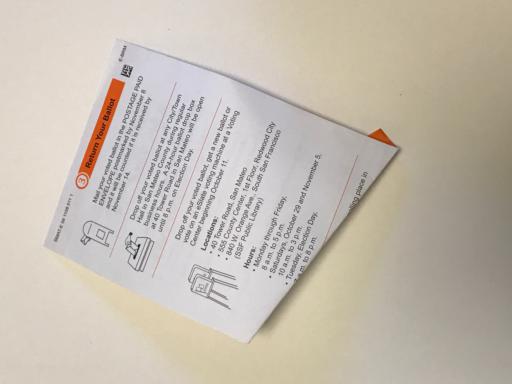 3 Return Your Ballot
Mail your voted ballot in the POSTAGE PAID
ENVELOPE postmarked by November 8
and it will be counted if it is received by
November 14.
Drop off your voted ballot at any City/Town
Hall in San Mateo County during regular
business hours. A 24-hour ballot drop box
at 40 Tower Road in San Mateo will be open
until 8 p.m. on Election Day.
Drop off your voted ballot, get a new ballot or
vote on an eSlate voting machine at a Voting
Center beginning October 11.
Locations:
• 40 Tower Road, San Mateo
• 555 County Center, 1st Floor, Redwood City
• 840 W. Orange Ave., South San Francisco
(SSF Public Library)
Hours:
• Monday through Friday,
8 a.m. to 5 p.m.
• Saturdays, October 29 and November 5,
10 a.m. to 3 p.m.
• Tuesday, Election Day,
a.m. to 8 p.m.
place in